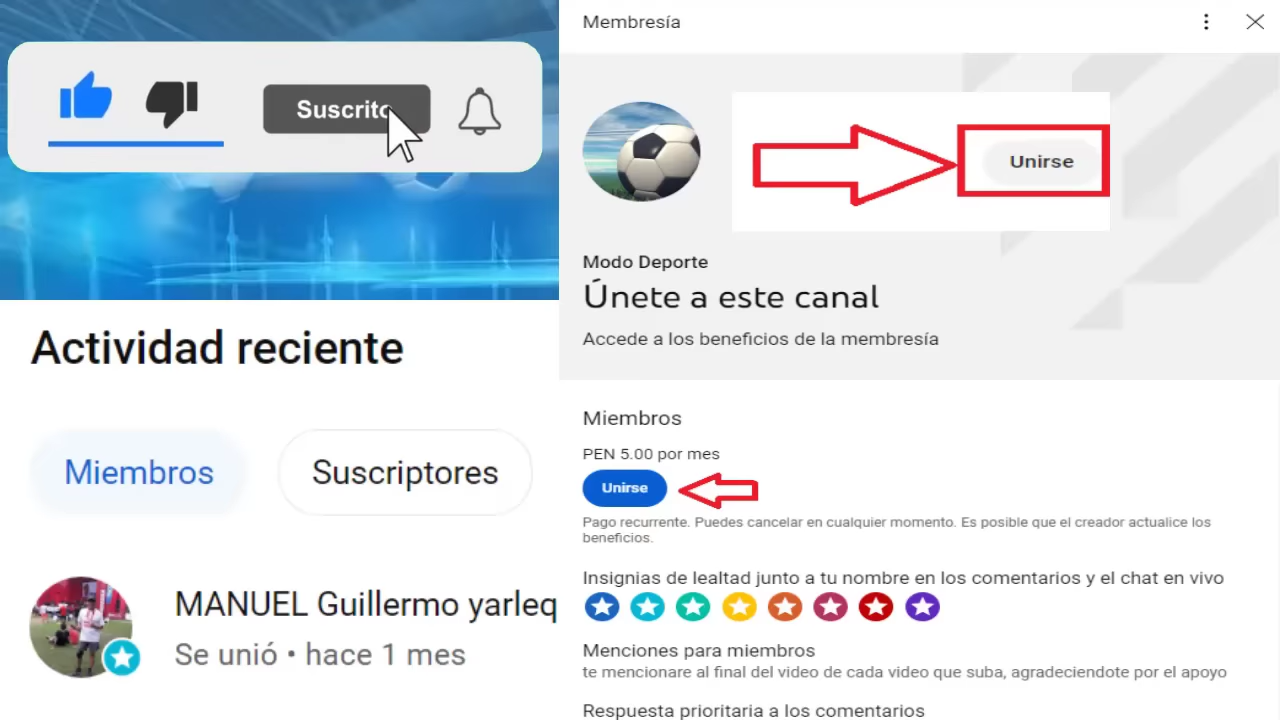 Suscrito
Actividad reciente
Miembros
Suscriptores
MANUEL Guillermo yarleq
Se unió • hace 1 mes
Membresía
Unirse
Modo Deporte
Únete a este canal
Accede a los beneficios de la membresía
Miembros
PEN 5.00 por mes
Unirse
Pago recurrente. Puedes cancelar en cualquier momento. Es posible que el creador actualice los
beneficios.
Insignias de lealtad junto a tu nombre en los comentarios y el chat en vivo
Menciones para miembros
te mencionare al final del video de cada video que suba, agradeciendote por el apoyo
Respuesta prioritaria a los comentarios